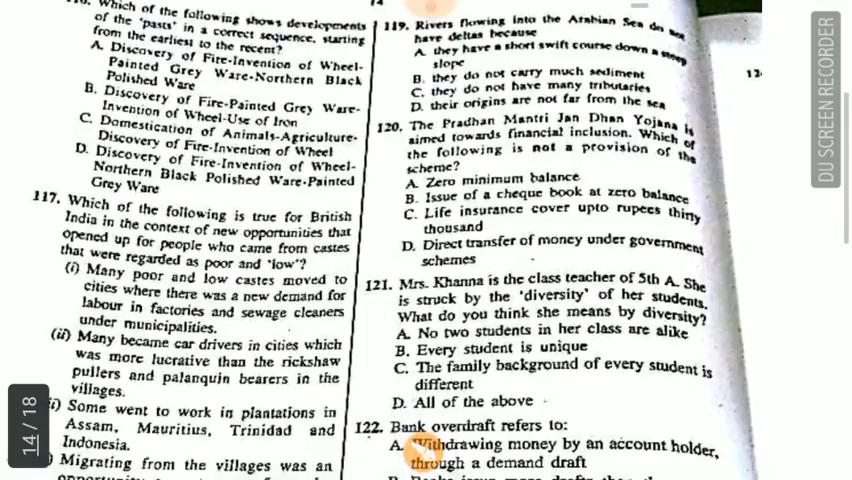 14
Which of the following shows developments
of the 'pasts' in a correct sequence, starting
from the earliest to the recent?
A. Discovery of Fire-Invention of Wheel-
Painted Grey Ware-Northern Black
Polished Ware
B. Discovery of Fire-Painted Grey Ware-
Invention of Wheel-Use of Iron
C. Domestication of Animals-Agriculture-
Discovery of Fire-Invention of Wheel
D. Discovery of Fire-Invention of Wheel-
Northern Black Polished Ware-Painted
Grey Ware
117. Which of the following is true for British
India in the context of new opportunities that
opened up for people who came from castes
that were regarded as poor and 'low'?
(i) Many poor and low castes moved to
cities where there was a new demand for
labour in factories and sewage cleaners
under municipalities.
(ii) Many became car drivers in cities which
was more lucrative than the rickshaw
pullers and palanquin bearers in the
villages.
Some went to work in plantations in
Assam, Mauritius, Trinidad and
Indonesia.
Migrating from the villages was an
119. Rivers flowing into the Arabian Sea do not
have deltas because
A. they have a short swift course down a steep
slope
B. they do not carry much sediment
C. they do not have many tributaries
D. their origins are not far from the sea
120. The Pradhan Mantri Jan Dhan Yojana is
aimed towards financial inclusion. Which of
the following is not a provision of the
scheme?
A. Zero minimum balance
B. Issue of a cheque book at zero balance
C. Life insurance cover upto rupees thirty
thousand
D. Direct transfer of money under government
schemes
121. Mrs. Khanna is the class teacher of 5th A. She
is struck by the 'diversity' of her students.
What do you think she means by diversity?
A. No two students in her class are alike
B. Every student is unique
C. The family background of every student is
different
D. All of the above
122. Bank overdraft refers to:
A. Withdrawing money by an account holder,
through a demand draft
12
DU SCREEN RECORDER
14 / 18